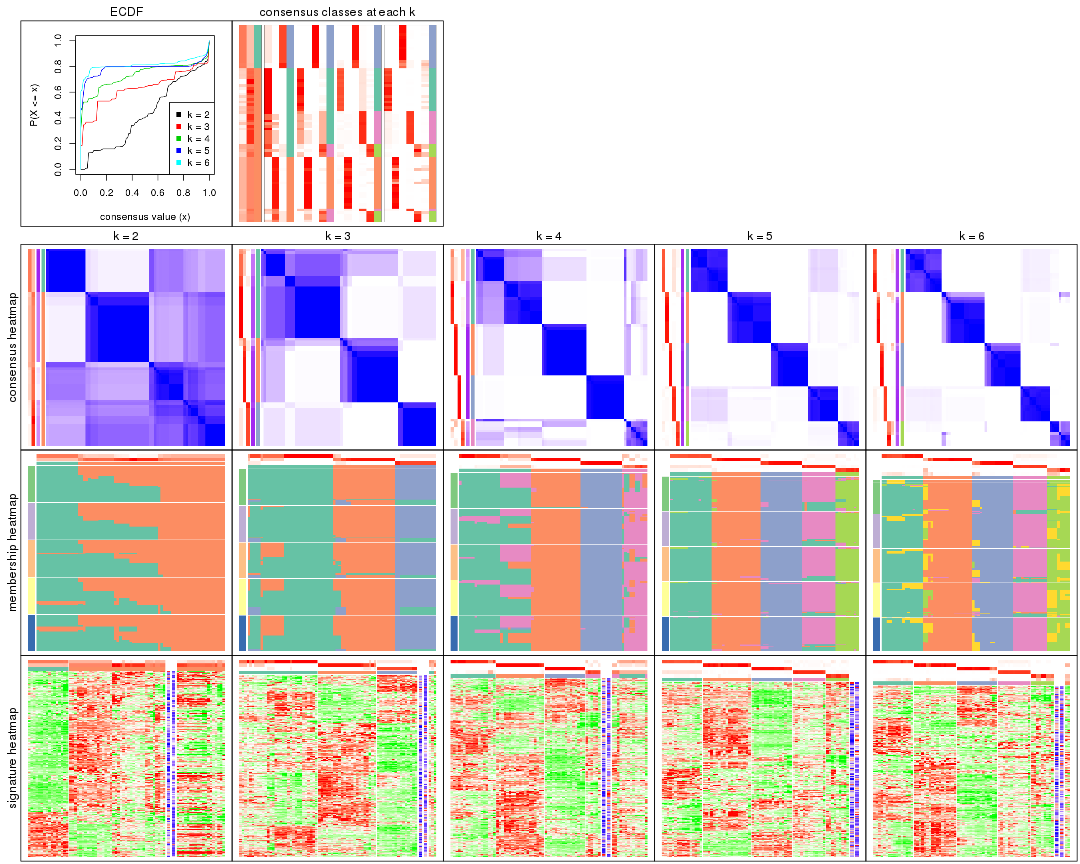 ECDF
consensus classes at each k
P(X <= x)
0.0 0.2 0.4 0.6 0.8 1.0
k = 2
k = 3
k = 4
k = 5
k = 6
0.0 0.2 0.4 0.6 0.8 1.0
consensus value (x)
k = 2 k = 3 k = 4 k = 5 k = 6
consensus heatmap
membership heatmap
signature heatmap